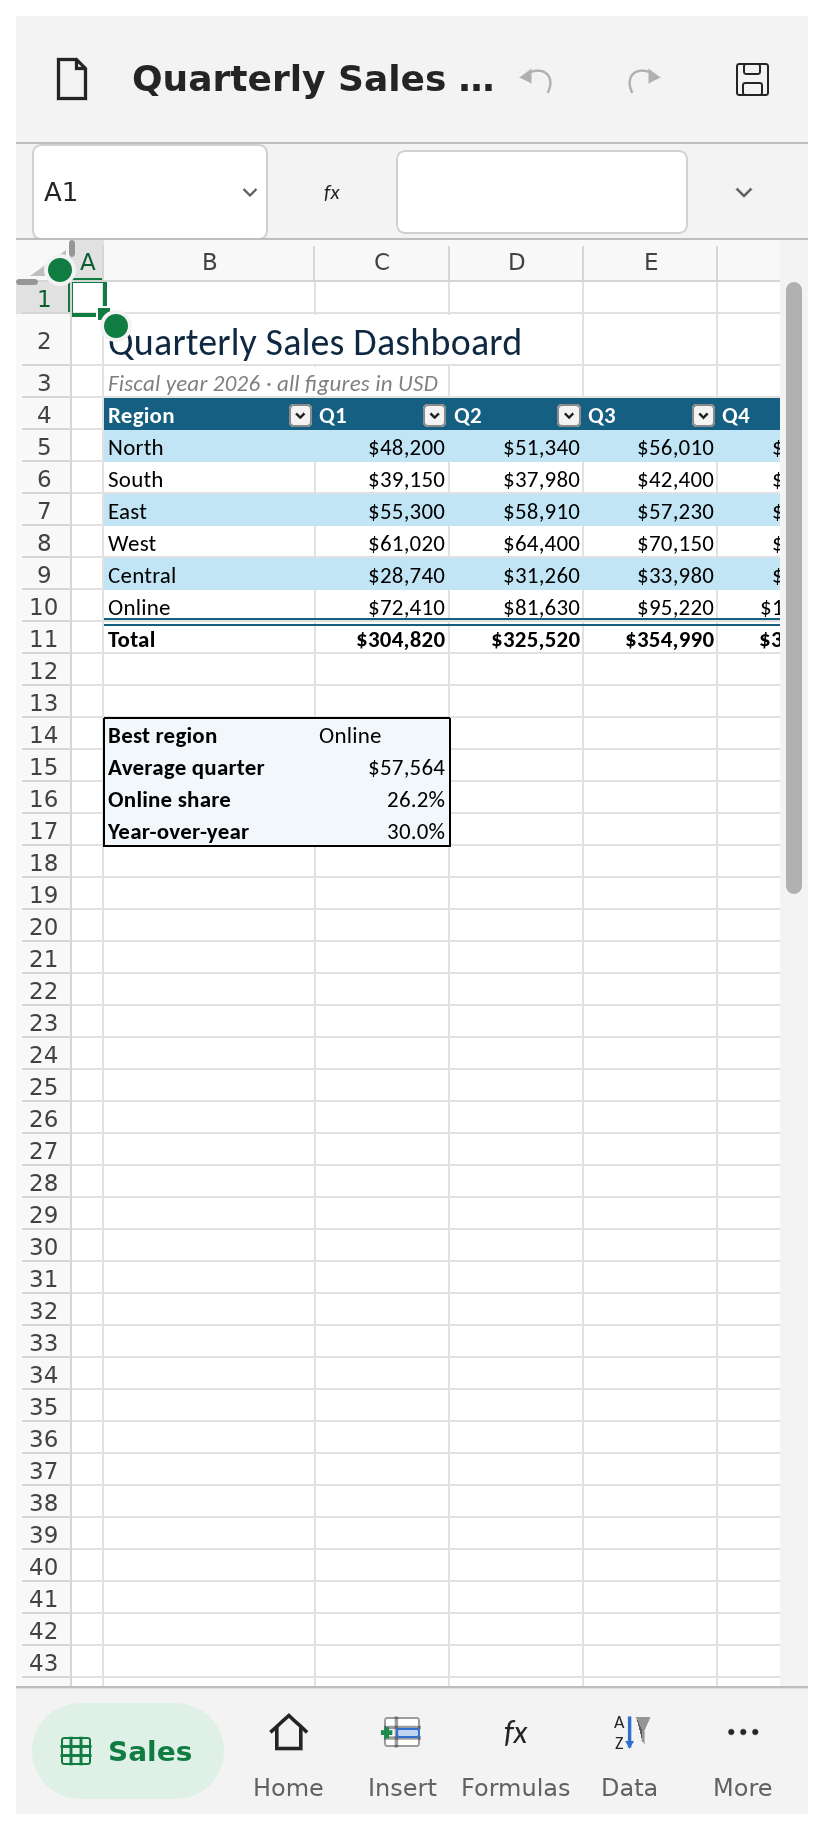 Quarterly Sales ...
A1 fx
A B C D E
1
2 Quarterly Sales Dashboard
3 Fiscal year 2026 · all figures in USD
4 Region Q1 Q2 Q3 Q4
5 North $48,200 $51,340 $56,010 $
6 South $39,150 $37,980 $42,400 $
7 East $55,300 $58,910 $57,230 $
8 West $61,020 $64,400 $70,150 $
9 Central $28,740 $31,260 $33,980 $
10 Online $72,410 $81,630 $95,220 $1
11 Total $304,820 $325,520 $354,990 $3
12
13
14 Best region Online
15 Average quarter $57,564
16 Online share 26.2%
17 Year-over-year 30.0%
18
19
20
21
22
23
24
25
26
27
28
29
30
31
32
33
34
35
36
37
38
39
40
41
42
43
Sales Home Insert fx Formulas A Z Data More